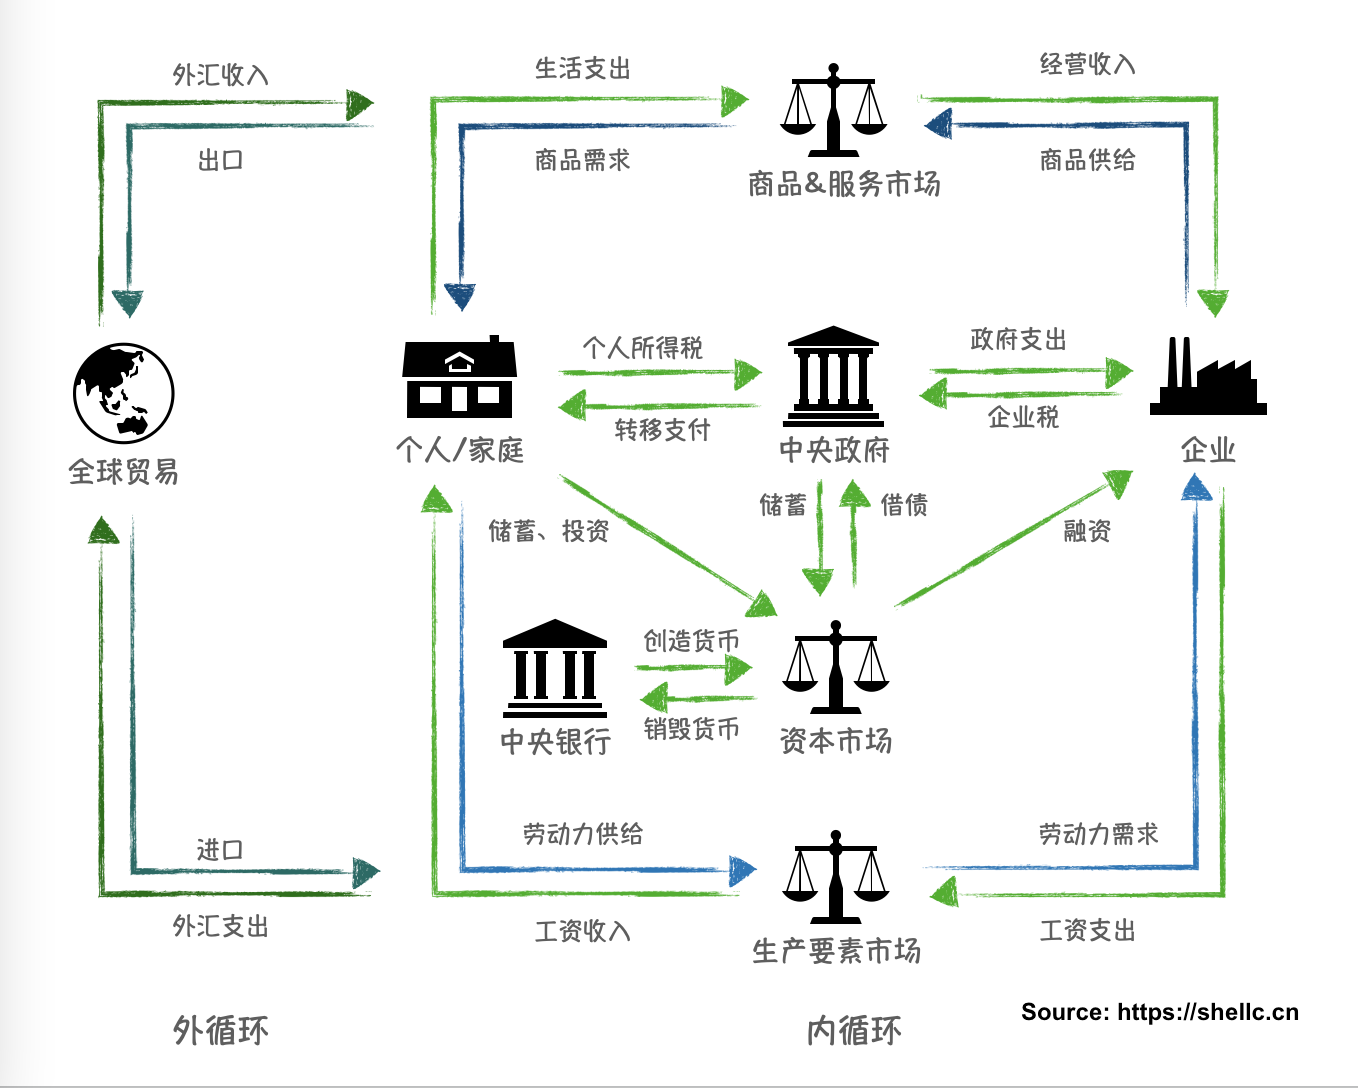 外汇收入
生活支出
经营收入
出口
商品需求
商品供给
商品&服务市场
个人所得税
政府支出
转移支付
企业税
全球贸易
个人/家庭
中央政府
企业
储蓄
借债
储蓄、投资
融资
创造货币
销毁货币
中央银行
资本市场
进口
劳动力供给
劳动力需求
外汇支出
工资收入
工资支出
生产要素市场
外循环
内循环
Source: https://shellc.cn